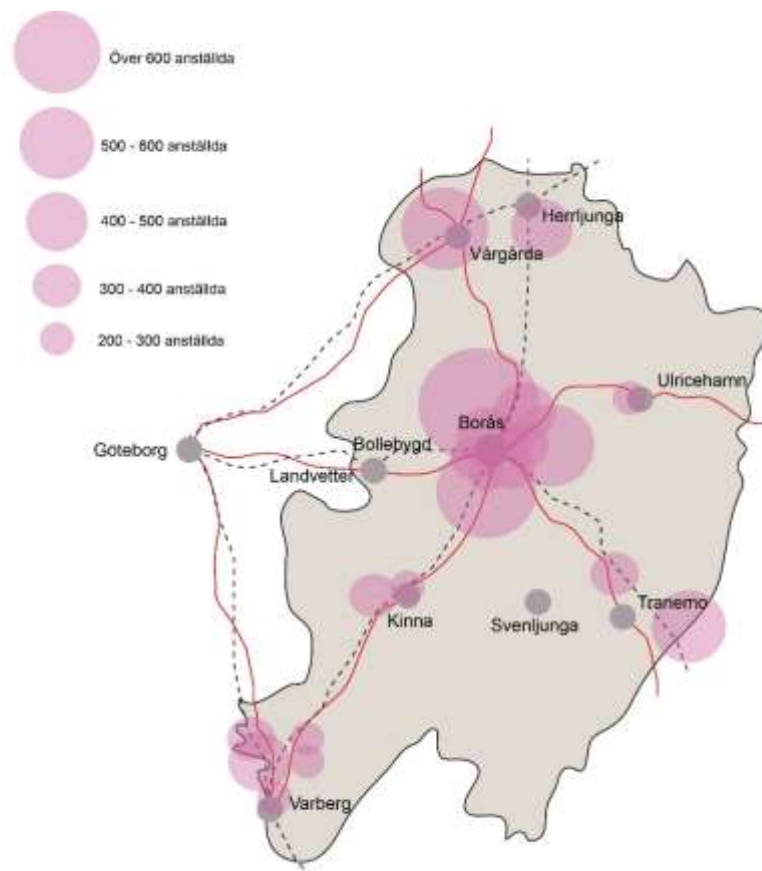 Över 600 anställda
500 - 600 anställda
400 - 500 anställda
300 - 400 anställda
200 - 300 anställda
Herrljunga
Vårgårda
Ulricehamn
Borås
Göteborg
Bollebygd
Landvetter
Tranemo
Kinna
Svenljunga
Varberg